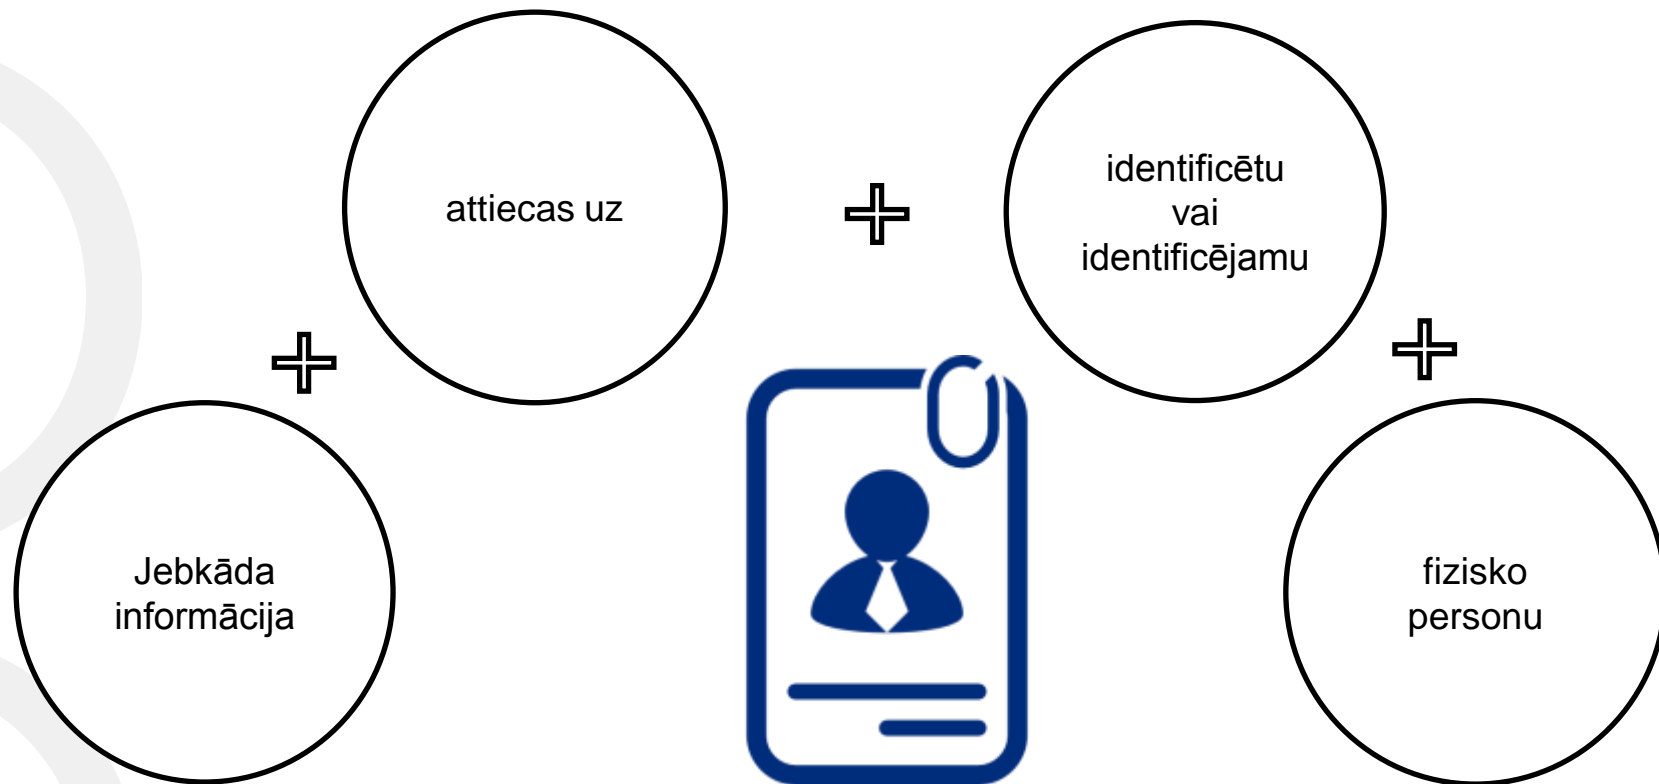 Jebkāda
informācija
attiecas uz
identificētu
vai
identificējamu
fizisko
personu